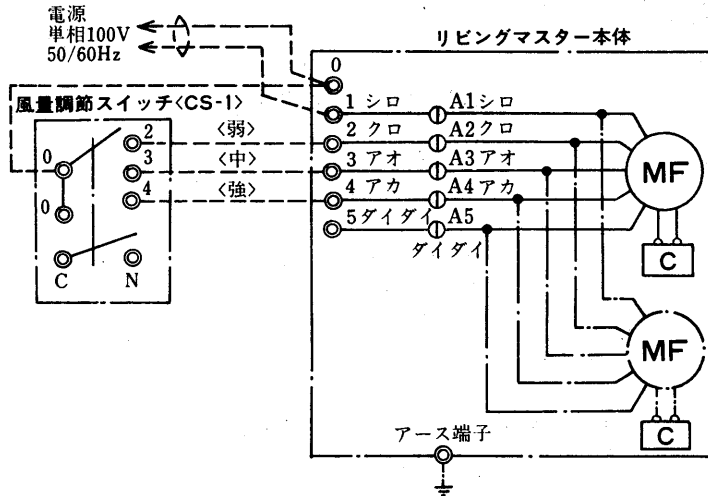 電源
単相100V
50/60Hz
リビングマスター本体
0
風量調節スイッチ〈CS-1〉
1 シロ A1シロ
2 〈弱〉 2 クロ A2クロ
0 3 〈中〉 3 アオ A3アオ MF
4 〈強〉 4 アカ A4アカ
0 5ダイダイ A5
ダイダイ
C N C
MF
アース端子 C